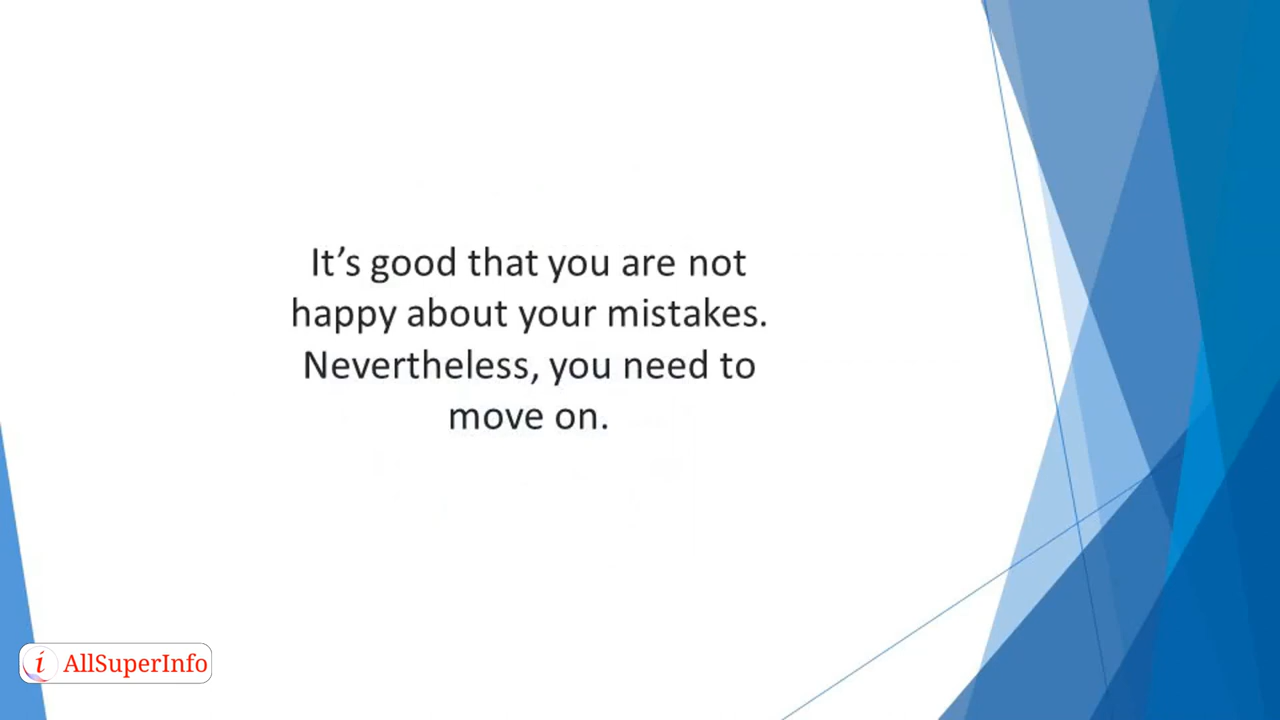 It’s good that you are not
happy about your mistakes.
Nevertheless, you need to
move on.
i AllSuperInfo